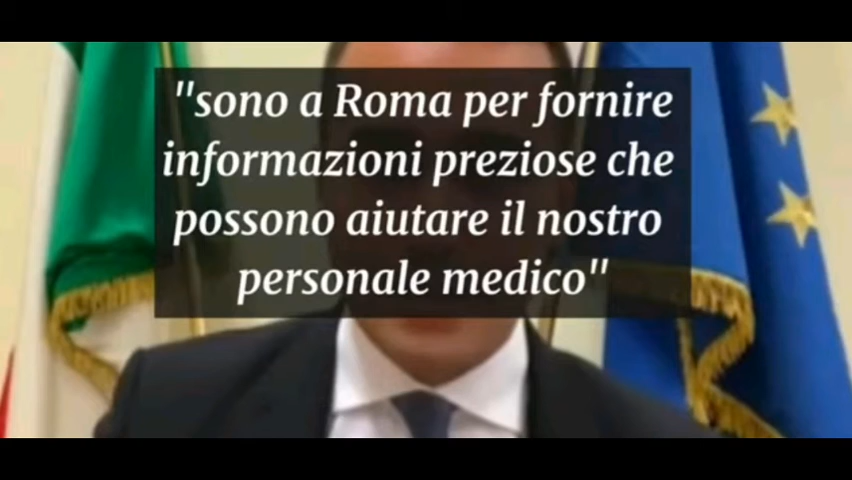 "sono a Roma per fornire
informazioni preziose che
possono aiutare il nostro
personale medico"